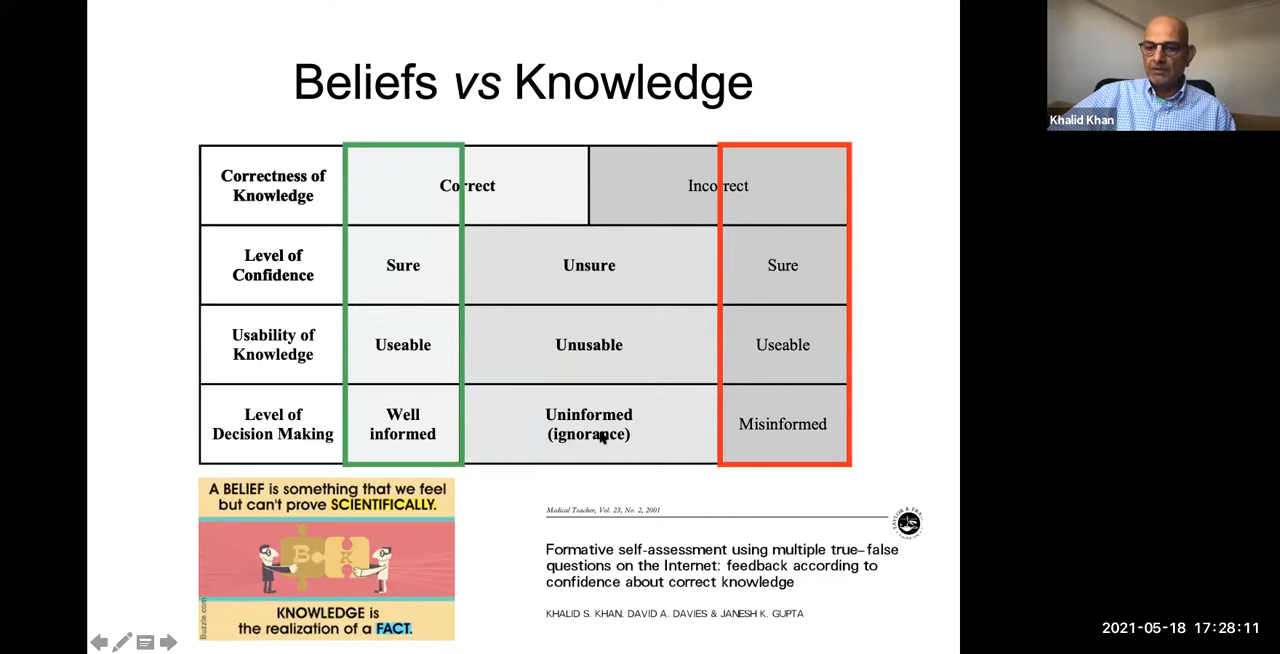 Beliefs vs Knowledge
Khalid Khan
Correctness of
Knowledge
Correct
Incorrect
Level of
Confidence
Sure
Unsure
Sure
Usability of
Knowledge
Useable
Unusable
Useable
Level of
Decision Making
Well
informed
Uninformed
(ignorance)
Misinformed
A BELIEF is something that we feel
but can't prove SCIENTIFICALLY.
B
K
KNOWLEDGE is
the realization of a FACT.
Buzzle.com
Medical Teacher, Vol. 23, No. 2, 2001
Formative self-assessment using multiple true–false
questions on the Internet: feedback according to
confidence about correct knowledge
KHALID S. KHAN, DAVID A. DAVIES & JANESH K. GUPTA
2021-05-18 17:28:11